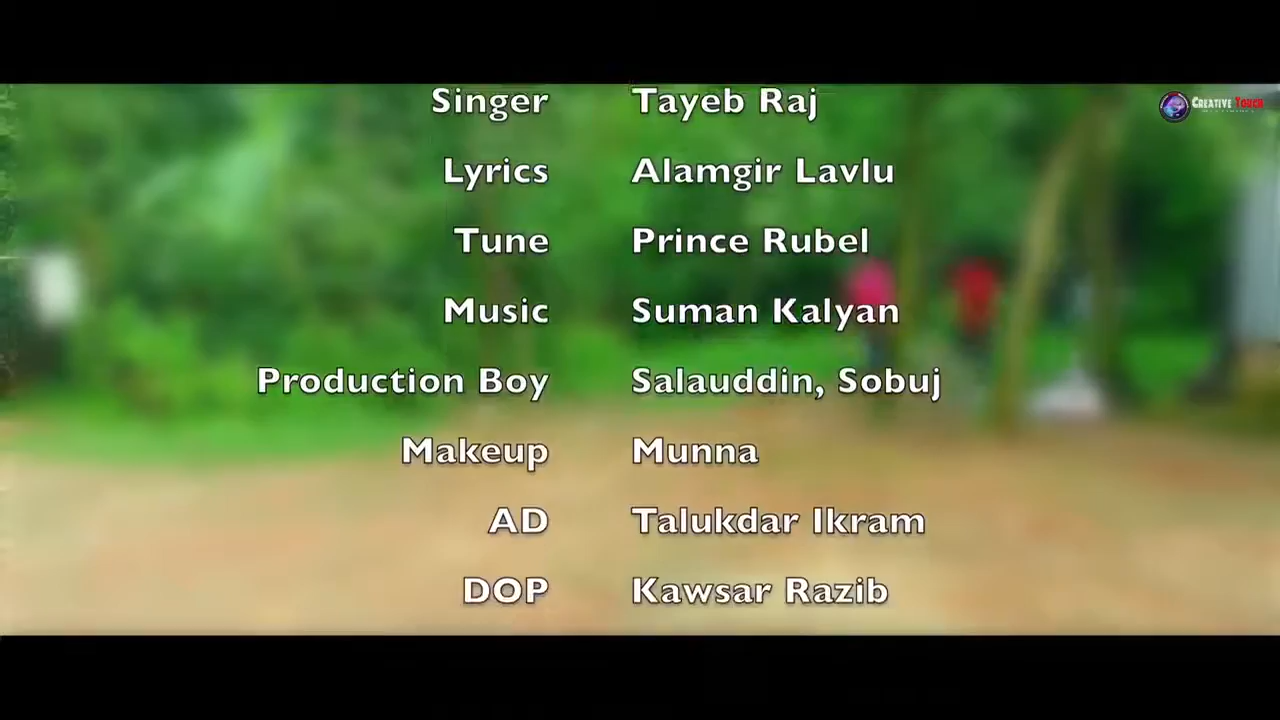 Singer Tayeb Raj
CREATIVE TOUCH
Lyrics Alamgir Lavlu
Tune Prince Rubel
Music Suman Kalyan
Production Boy Salauddin, Sobuj
Makeup Munna
AD Talukdar Ikram
DOP Kawsar Razib